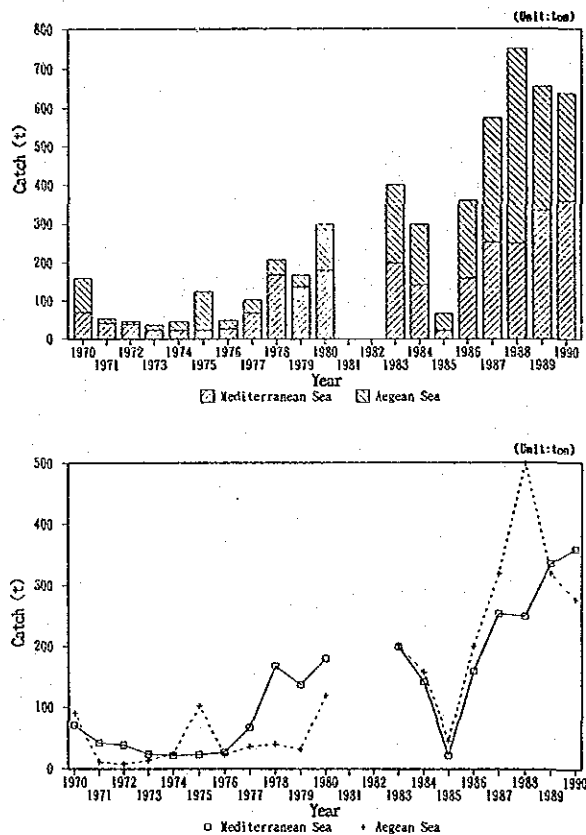 (Unit:ton)
800
700
600
500
400
300
200
100
0
Catch (t)
1970 1972 1974 1976 1978 1980 1982 1984 1986 1938 1990
1971 1973 1975 1977 1979 1981 1983 1985 1987 1989
Year
Mediterranean Sea Aegean Sea
(Unit:ton)
500
400
300
200
100
0
Catch (t)
1970 1972 1974 1976 1978 1980 1982 1984 1986 1988 1990
1971 1973 1975 1977 1979 1981 1983 1985 1987 1989
Year
Mediterranean Sea Aegean Sea